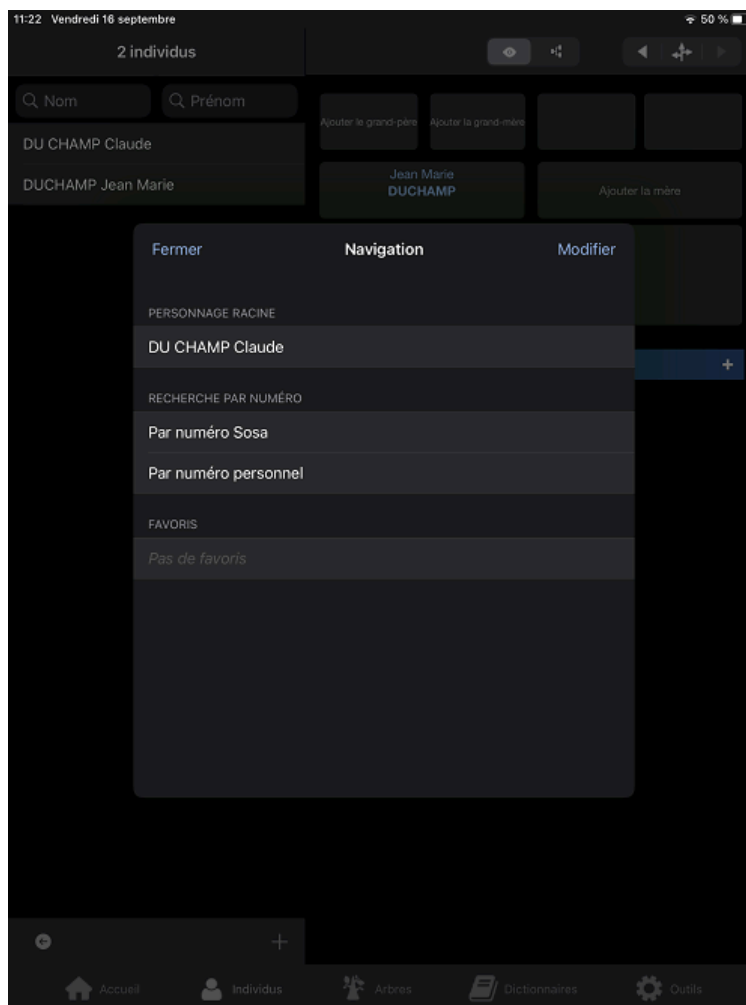 11:22 Vendredi 16 septembre 50 %
2 individus
Nom Prénom
Ajouter le grand-père Ajouter la grand-mère
DU CHAMP Claude
DUCHAMP Jean Marie
Jean Marie
DUCHAMP
Ajouter la mère
Fermer Navigation Modifier
PERSONNAGE RACINE
DU CHAMP Claude
RECHERCHE PAR NUMÉRO
Par numéro Sosa
Par numéro personnel
FAVORIS
Pas de favoris
Accueil Individus Arbres Dictionnaires Outils